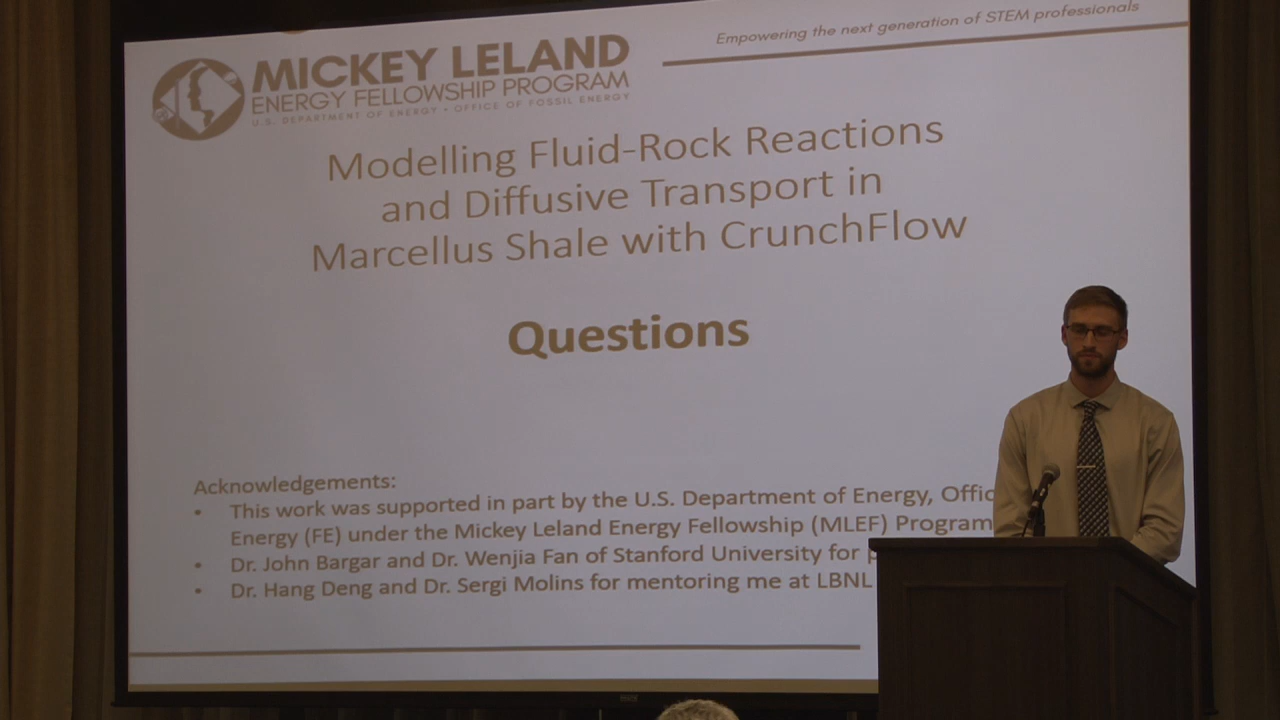 Empowering the next generation of STEM professionals
MICKEY LELAND
ENERGY FELLOWSHIP PROGRAM
U.S. DEPARTMENT OF ENERGY • OFFICE OF FOSSIL ENERGY
Modelling Fluid-Rock Reactions
and Diffusive Transport in
Marcellus Shale with CrunchFlow
Questions
Acknowledgements:
• This work was supported in part by the U.S. Department of Energy, Offic
Energy (FE) under the Mickey Leland Energy Fellowship (MLEF) Program
• Dr. John Bargar and Dr. Wenjia Fan of Stanford University for
• Dr. Hang Deng and Dr. Sergi Molins for mentoring me at LBNL